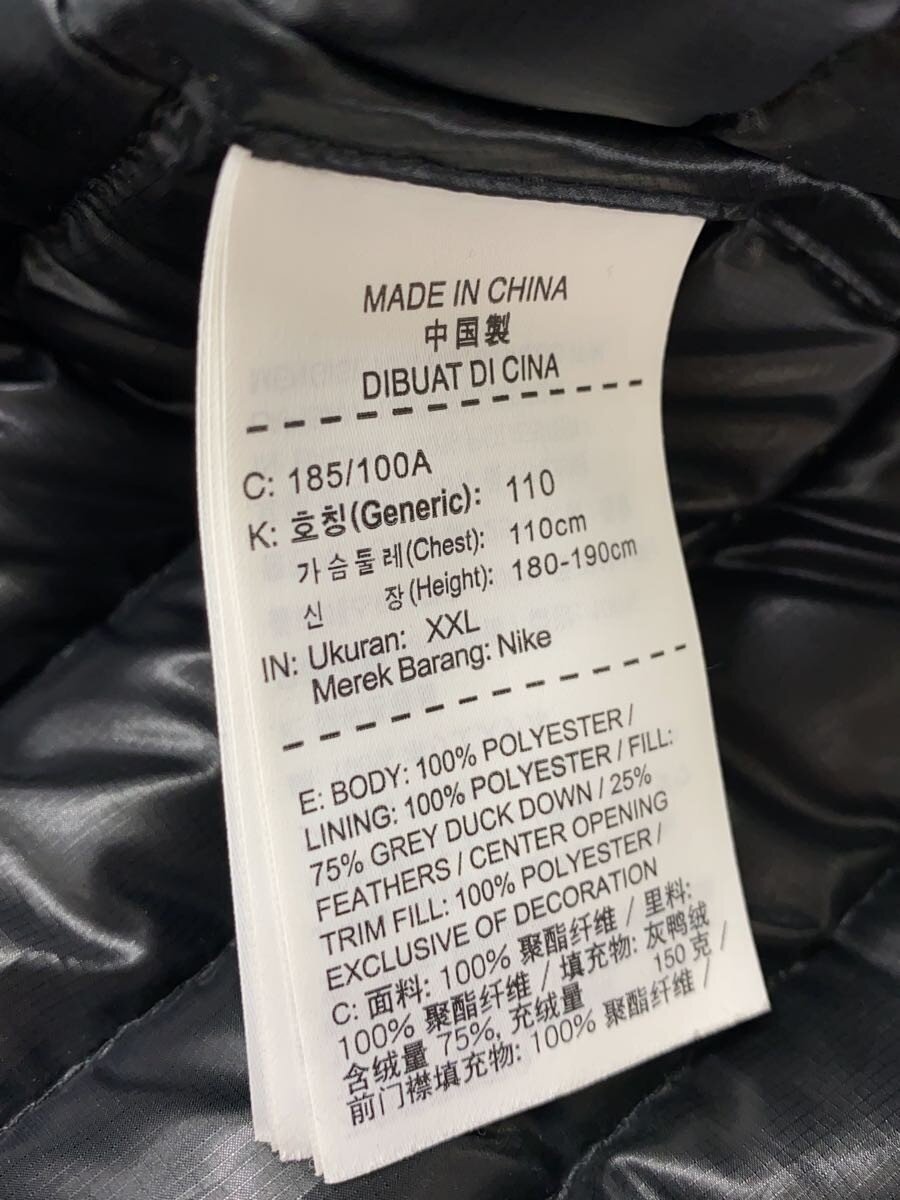 MADE IN CHINA
中国製
DIBUAT DI CINA
C: 185/100A
K: 호칭(Generic): 110
가슴둘레(Chest): 110cm
신 장(Height): 180-190cm
IN: Ukuran: XXL
Merek Barang: Nike
E: BODY: 100% POLYESTER /
LINING: 100% POLYESTER / FILL:
75% GREY DUCK DOWN / 25%
FEATHERS / CENTER OPENING
TRIM FILL: 100% POLYESTER /
EXCLUSIVE OF DECORATION
C: 面料: 100% 聚酯纤维 / 里料:
100% 聚酯纤维 / 填充物: 灰鸭绒
含绒量 75%, 充绒量 150 克 /
前门襟填充物: 100% 聚酯纤维 /